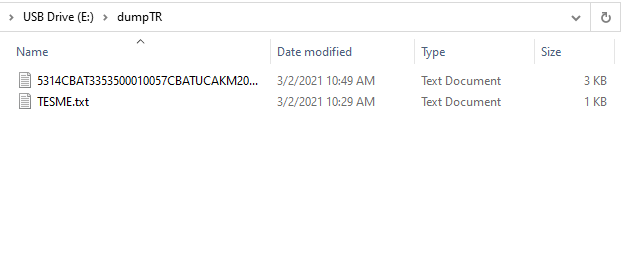 USB Drive (E:) dumpTR
Name Date modified Type Size
5314CBAT3353500010057CBATUCAKM20... 3/2/2021 10:49 AM Text Document 3 KB
TESME.txt 3/2/2021 10:29 AM Text Document 1 KB